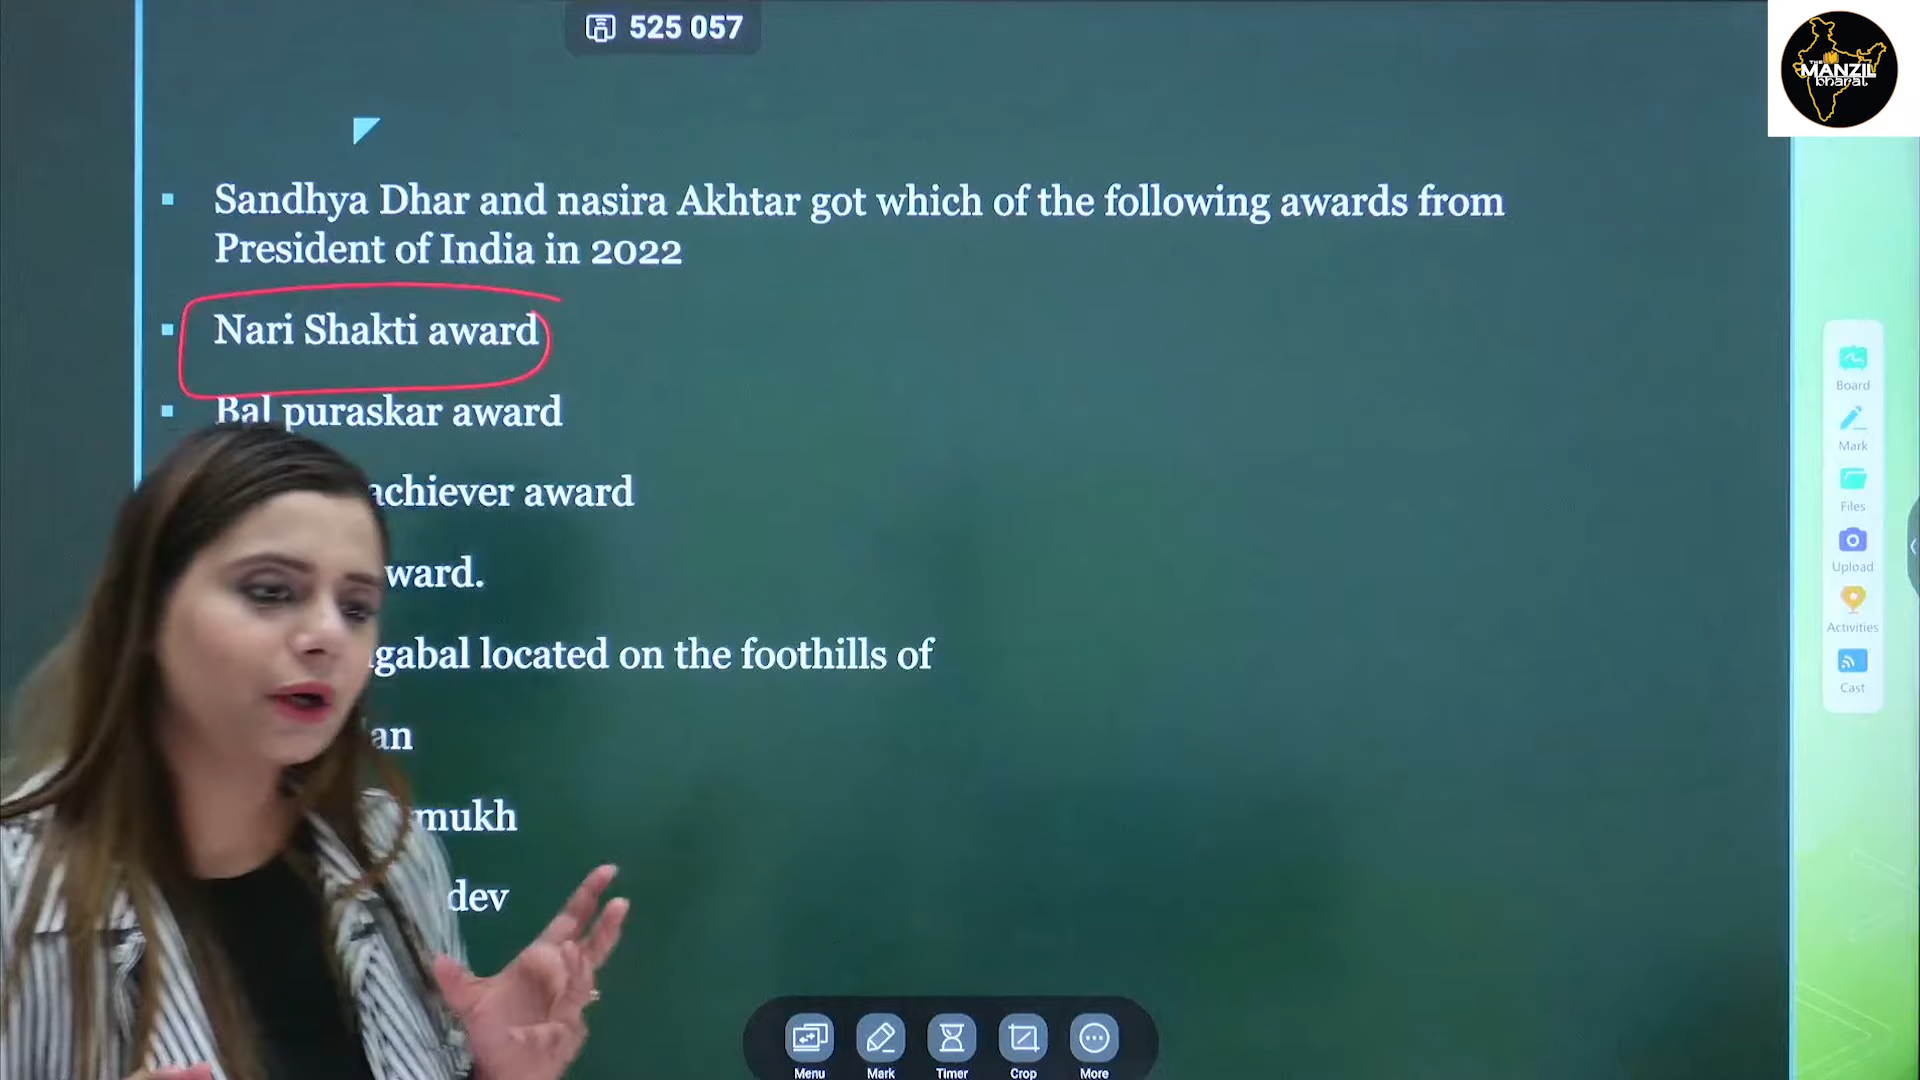 525 057
THE
MANZIL
bharat
Sandhya Dhar and nasira Akhtar got which of the following awards from
President of India in 2022
Nari Shakti award
Bal puraskar award
achiever award
ward.
gabal located on the foothills of
an
mukh
dev
Board
Mark
Files
Upload
Activities
Cast
Menu
Mark
Timer
Crop
More